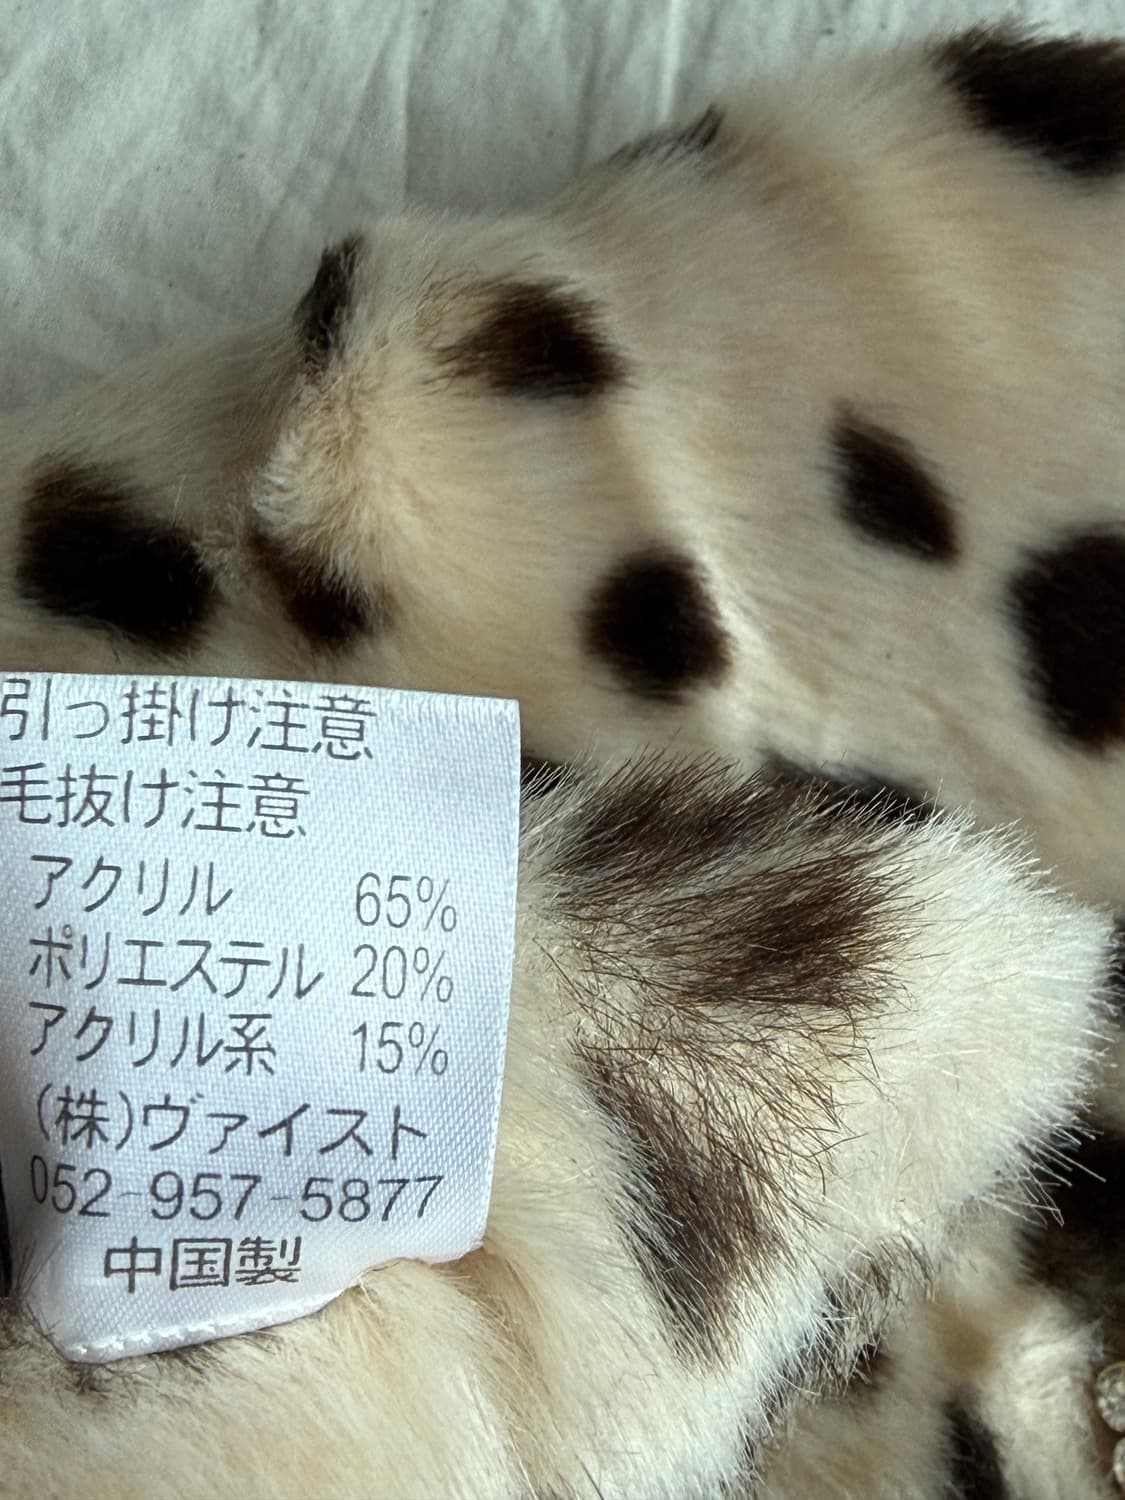 引っ掛け注意
毛抜け注意
アクリル 65%
ポリエステル 20%
アクリル系 15%
(株)ヴァイスト
052-957-5877
中国製